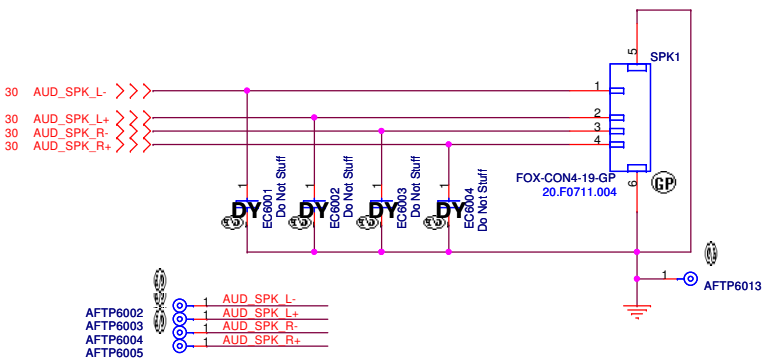 5
SPK1
30 AUD_SPK_L- 1
30 AUD_SPK_L+ 2
30 AUD_SPK_R- 3
30 AUD_SPK_R+ 4
FOX-CON4-19-GP
20.F0711.004
6
GP
1 1 1 1
DY DY DY DY
EC6001
Do Not Stuff
EC6002
Do Not Stuff
EC6003
Do Not Stuff
EC6004
Do Not Stuff
1
AFTP6013
AFTP6002 1 AUD_SPK_L-
AFTP6003 1 AUD_SPK_L+
AFTP6004 1 AUD_SPK_R-
AFTP6005 1 AUD_SPK_R+